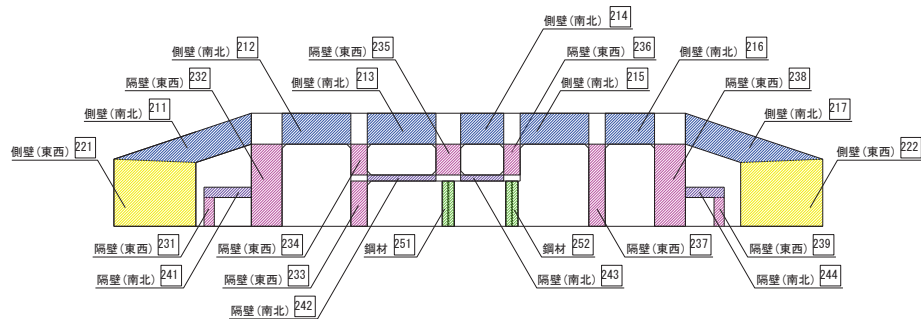 側壁(南北) 214
側壁(南北) 212
隔壁(東西) 235
隔壁(東西) 236
側壁(南北) 216
隔壁(東西) 232
側壁(南北) 213
側壁(南北) 215
隔壁(東西) 238
側壁(南北) 211
側壁(南北) 217
側壁(東西) 221
側壁(東西) 222
隔壁(東西) 231
隔壁(東西) 234
鋼材 251
鋼材 252
隔壁(東西) 237
隔壁(東西) 239
隔壁(南北) 241
隔壁(東西) 233
隔壁(南北) 243
隔壁(南北) 244
隔壁(南北) 242